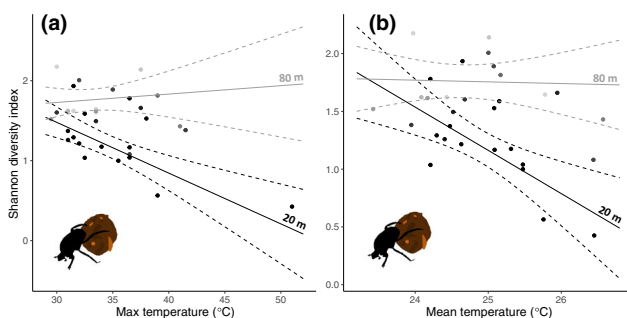 (a)
(b)
Shannon diversity index
2
1
0
80 m
20 m
30
35
40
45
50
Max temperature (°C)
2.0
1.5
1.0
0.5
0.0
80 m
20 m
24
25
26
Mean temperature (°C)